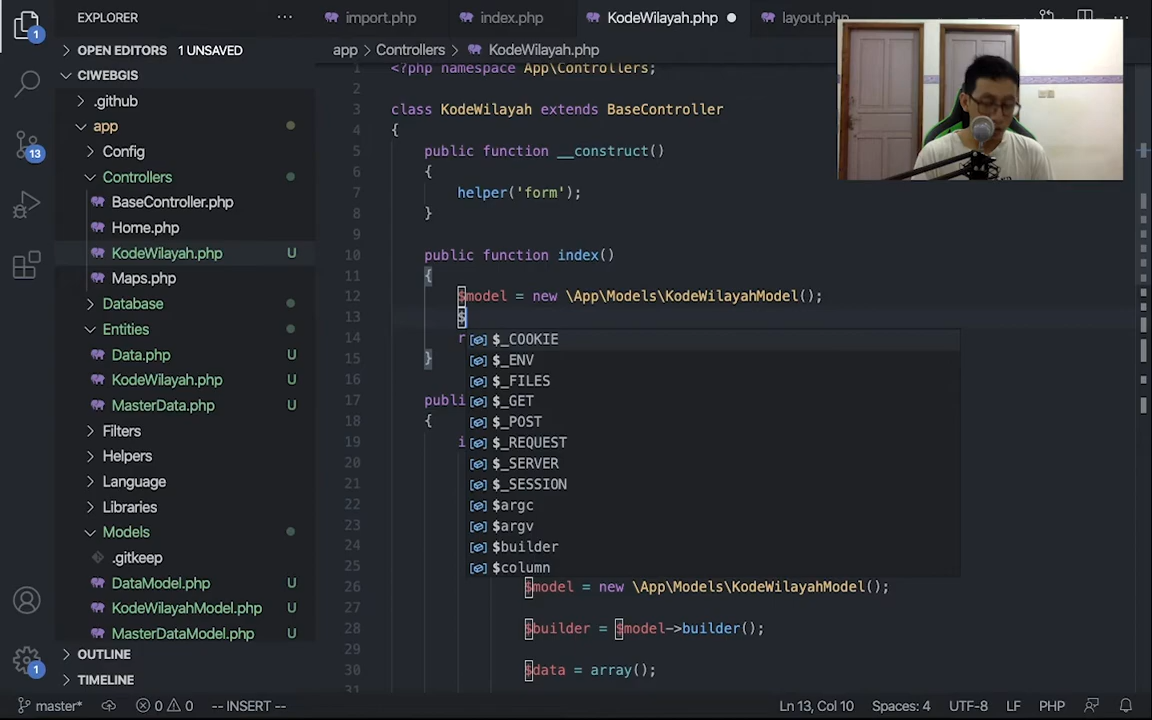 EXPLORER
import.php
index.php
KodeWilayah.php
layout.php
OPEN EDITORS 1 UNSAVED
app
Controllers
KodeWilayah.php
CIWEBGIS
.github
app
Config
Controllers
BaseController.php
Home.php
KodeWilayah.php U
Maps.php
Database
Entities
Data.php U
KodeWilayah.php U
MasterData.php U
Filters
Helpers
Language
Libraries
Models
.gitkeep
DataModel.php U
KodeWilayahModel.php U
MasterDataModel.php U
OUTLINE
TIMELINE
1
13
1
1 <?php namespace App\Controllers;
2
3 class KodeWilayah extends BaseController
4 {
5 public function __construct()
6 {
7 helper('form');
8 }
9
10 public function index()
11 {
12 $model = new \App\Models\KodeWilayahModel();
13 $
14 r
15 }
16
17 publi
18 {
19 i
20
21
22
23
24
25
26 $model = new \App\Models\KodeWilayahModel();
27
28 $builder = $model->builder();
29
30 $data = array();
31
$_COOKIE
$_ENV
$_FILES
$_GET
$_POST
$_REQUEST
$_SERVER
$_SESSION
$argc
$argv
$builder
$column
master* 0 0 -- INSERT -- Ln 13, Col 10 Spaces: 4 UTF-8 LF PHP